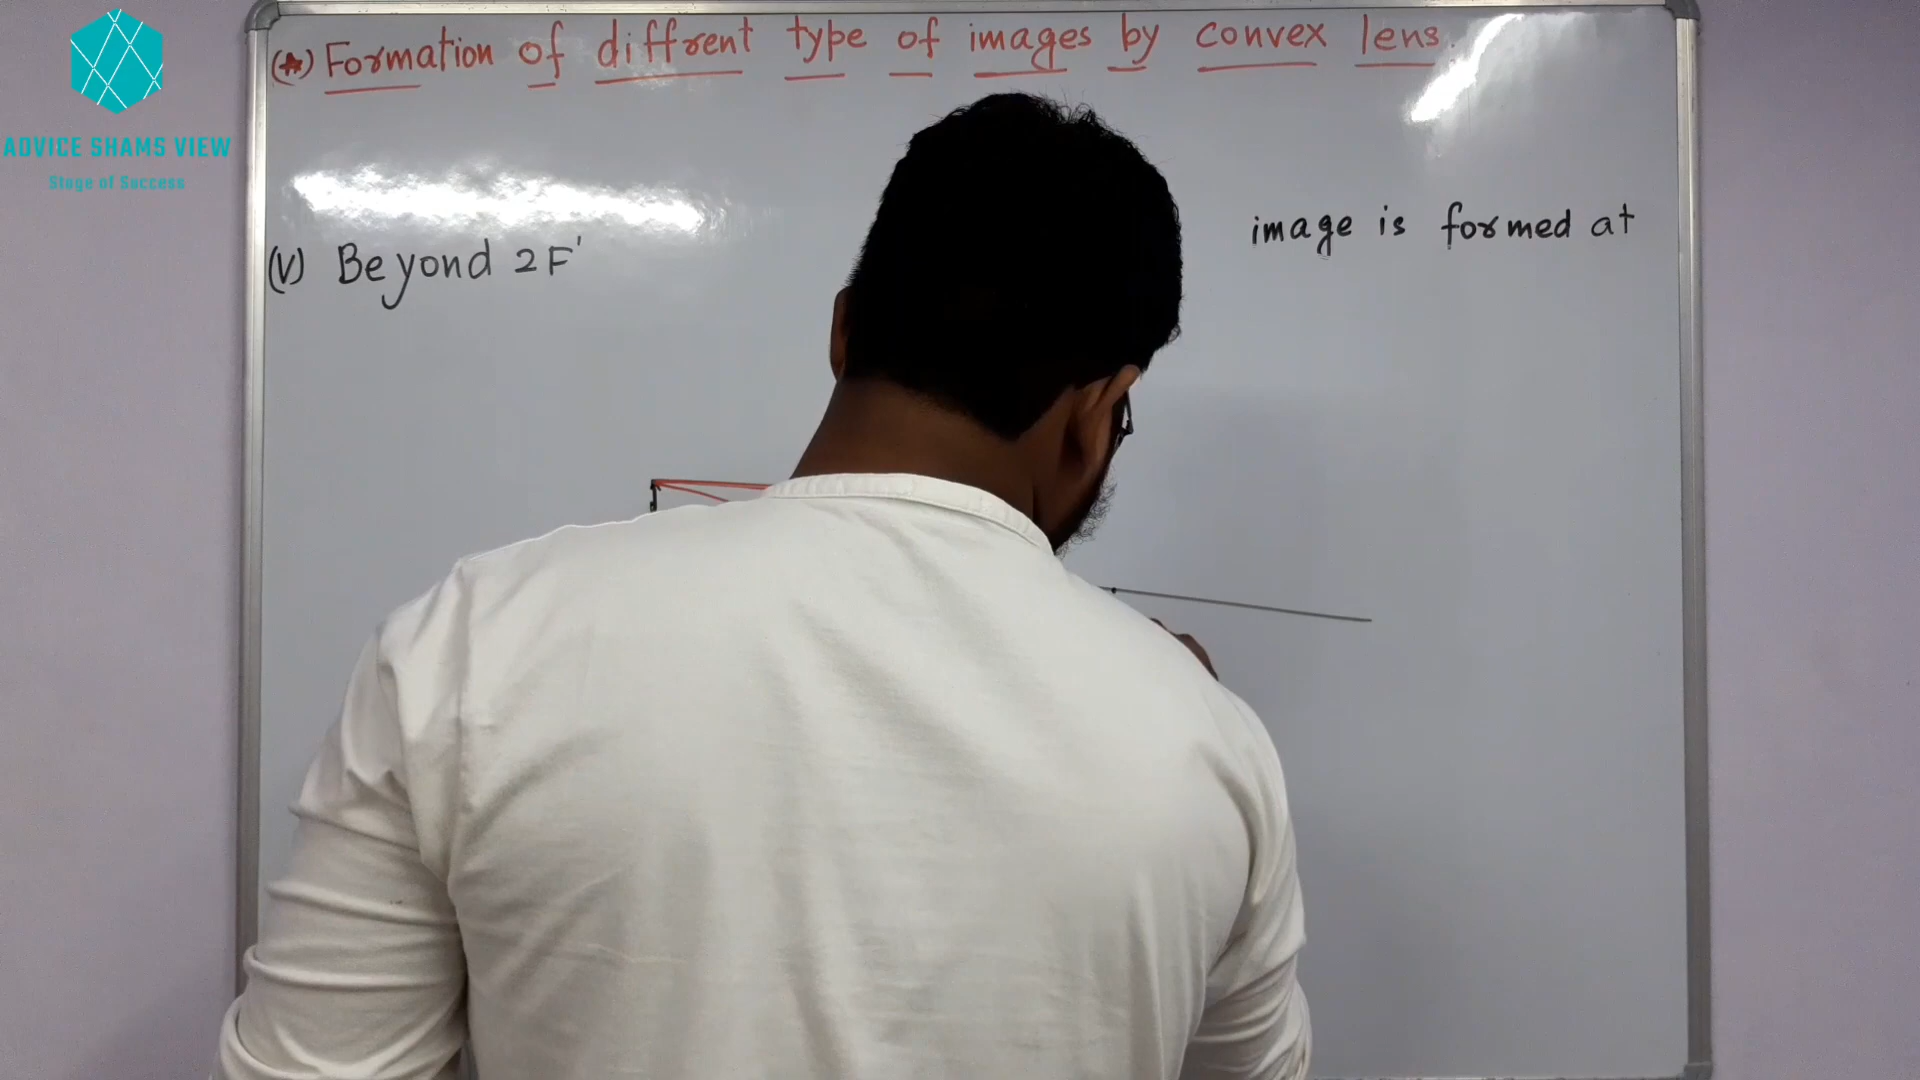 (*) Formation of diffrent type of images by convex lens.
ADVICE SHAMS VIEW
Stage of Success
image is formed at
(V) Beyond 2F'